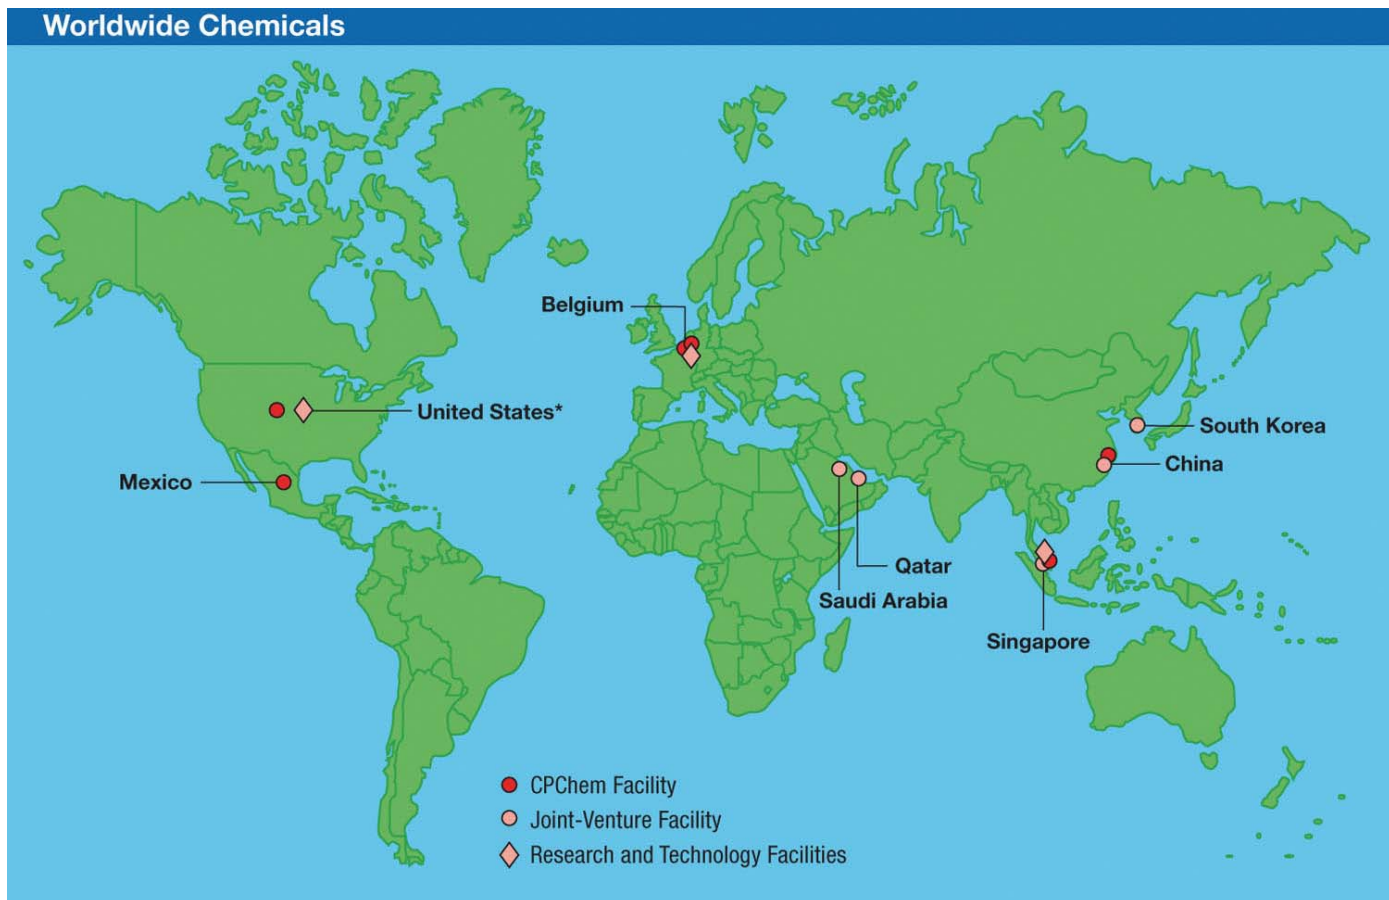 Worldwide Chemicals
Belgium
United States*
Mexico
South Korea
China
Qatar
Saudi Arabia
Singapore
CPChem Facility
Joint-Venture Facility
Research and Technology Facilities